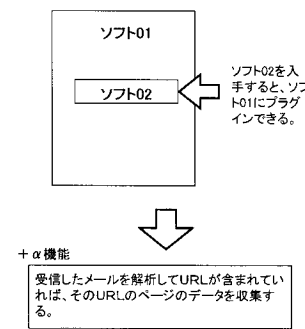 ソフト01
ソフト02
ソフト02を入
手すると、ソフ
ト01にプラグ
インできる。
+α機能
受信したメールを解析してURLが含まれてい
れば、そのURLのページのデータを収集す
る。